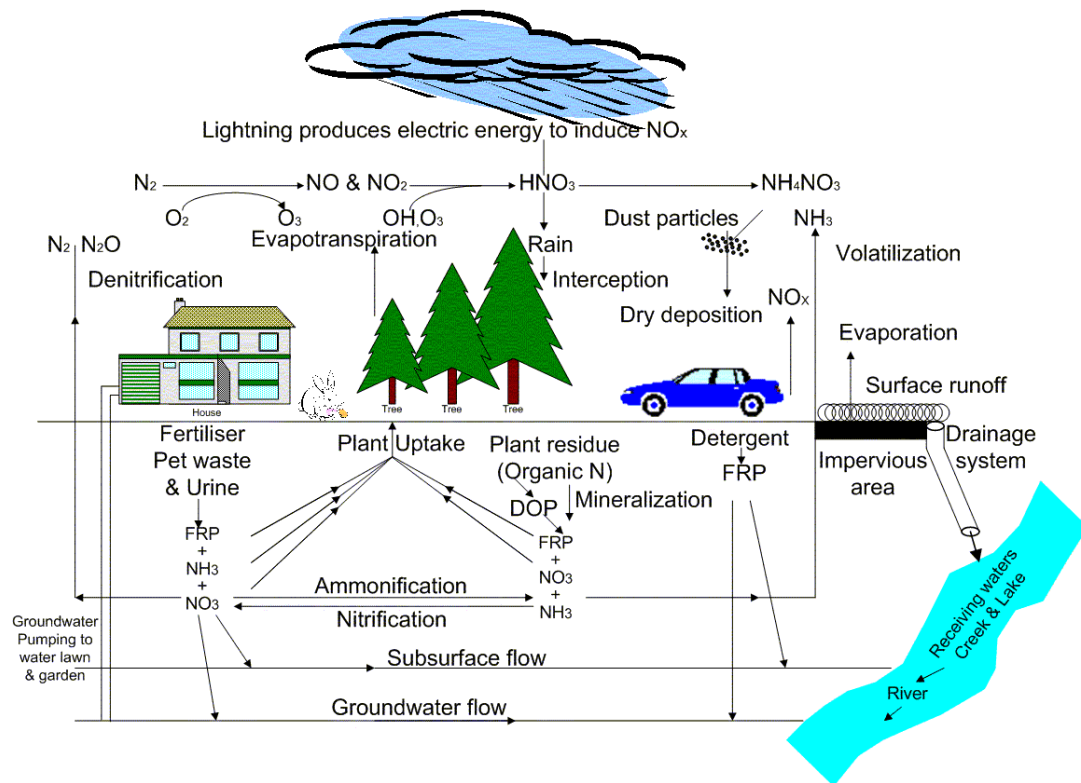 Lightning produces electric energy to induce NOx
N2
NO & NO2
HNO3
NH4NO3
O2
O3
OH,O3
Dust particles
NH3
Evapotranspiration
Rain
N2
N2O
Volatilization
Denitrification
Interception
NOx
Dry deposition
Evaporation
Surface runoff
House
Tree
Tree
Tree
Fertiliser
Pet waste
& Urine
Plant Uptake
Plant residue
(Organic N)
Detergent
FRP
Impervious
area
Drainage
system
Mineralization
DOP
FRP
+
NH3
+
NO3
FRP
+
NO3
+
NH3
Ammonification
Nitrification
Groundwater
Pumping to
water lawn
& garden
Subsurface flow
Groundwater flow
Receiving waters
Creek & Lake
River